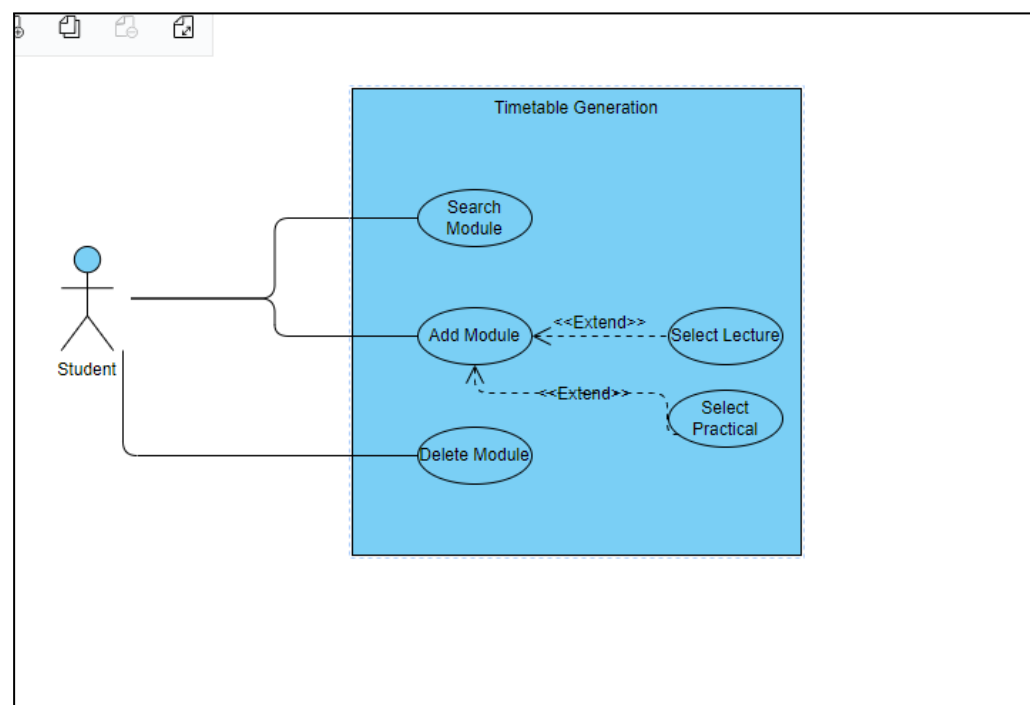 Timetable Generation
Search
Module
Student
Add Module
<<Extend>>
Select Lecture
<<Extend>>
Select
Practical
Delete Module